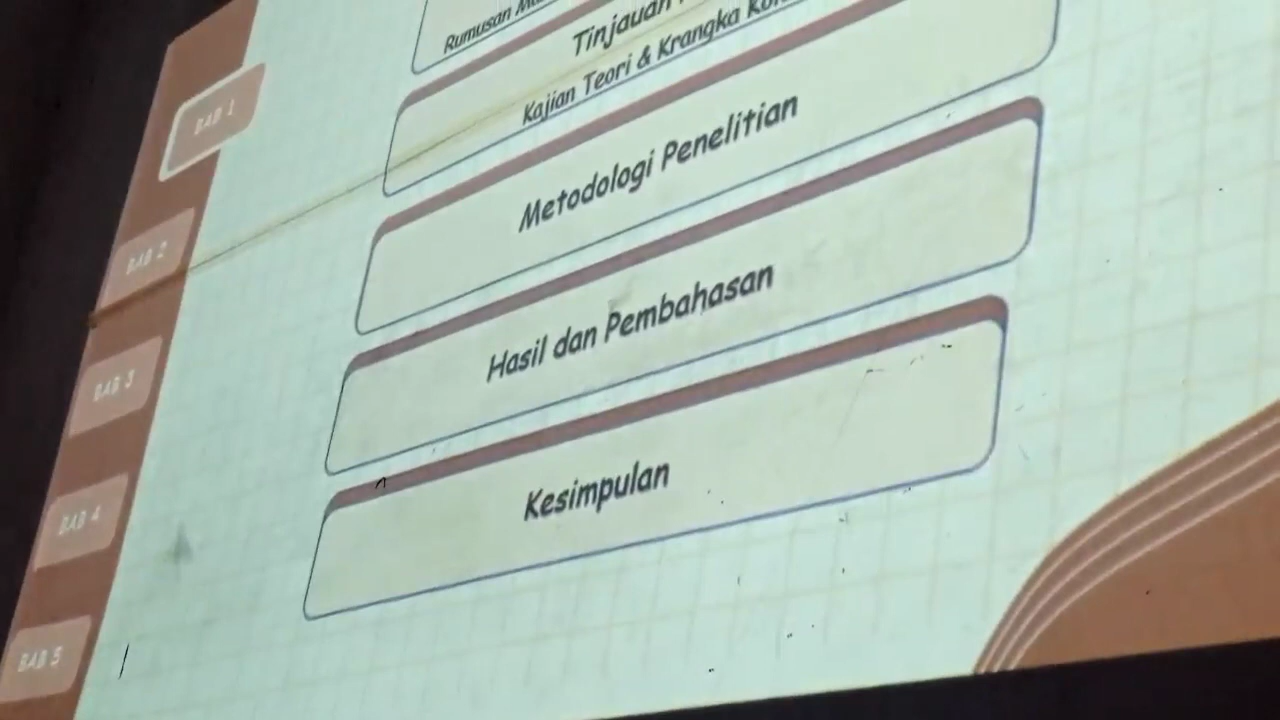 Rumusan
Tinjauan
Kajian Teori & Krangka
Metodologi Penelitian
Hasil dan Pembahasan
Kesimpulan
BAB 1
BAB 2
BAB 3
BAB 4
BAB 5